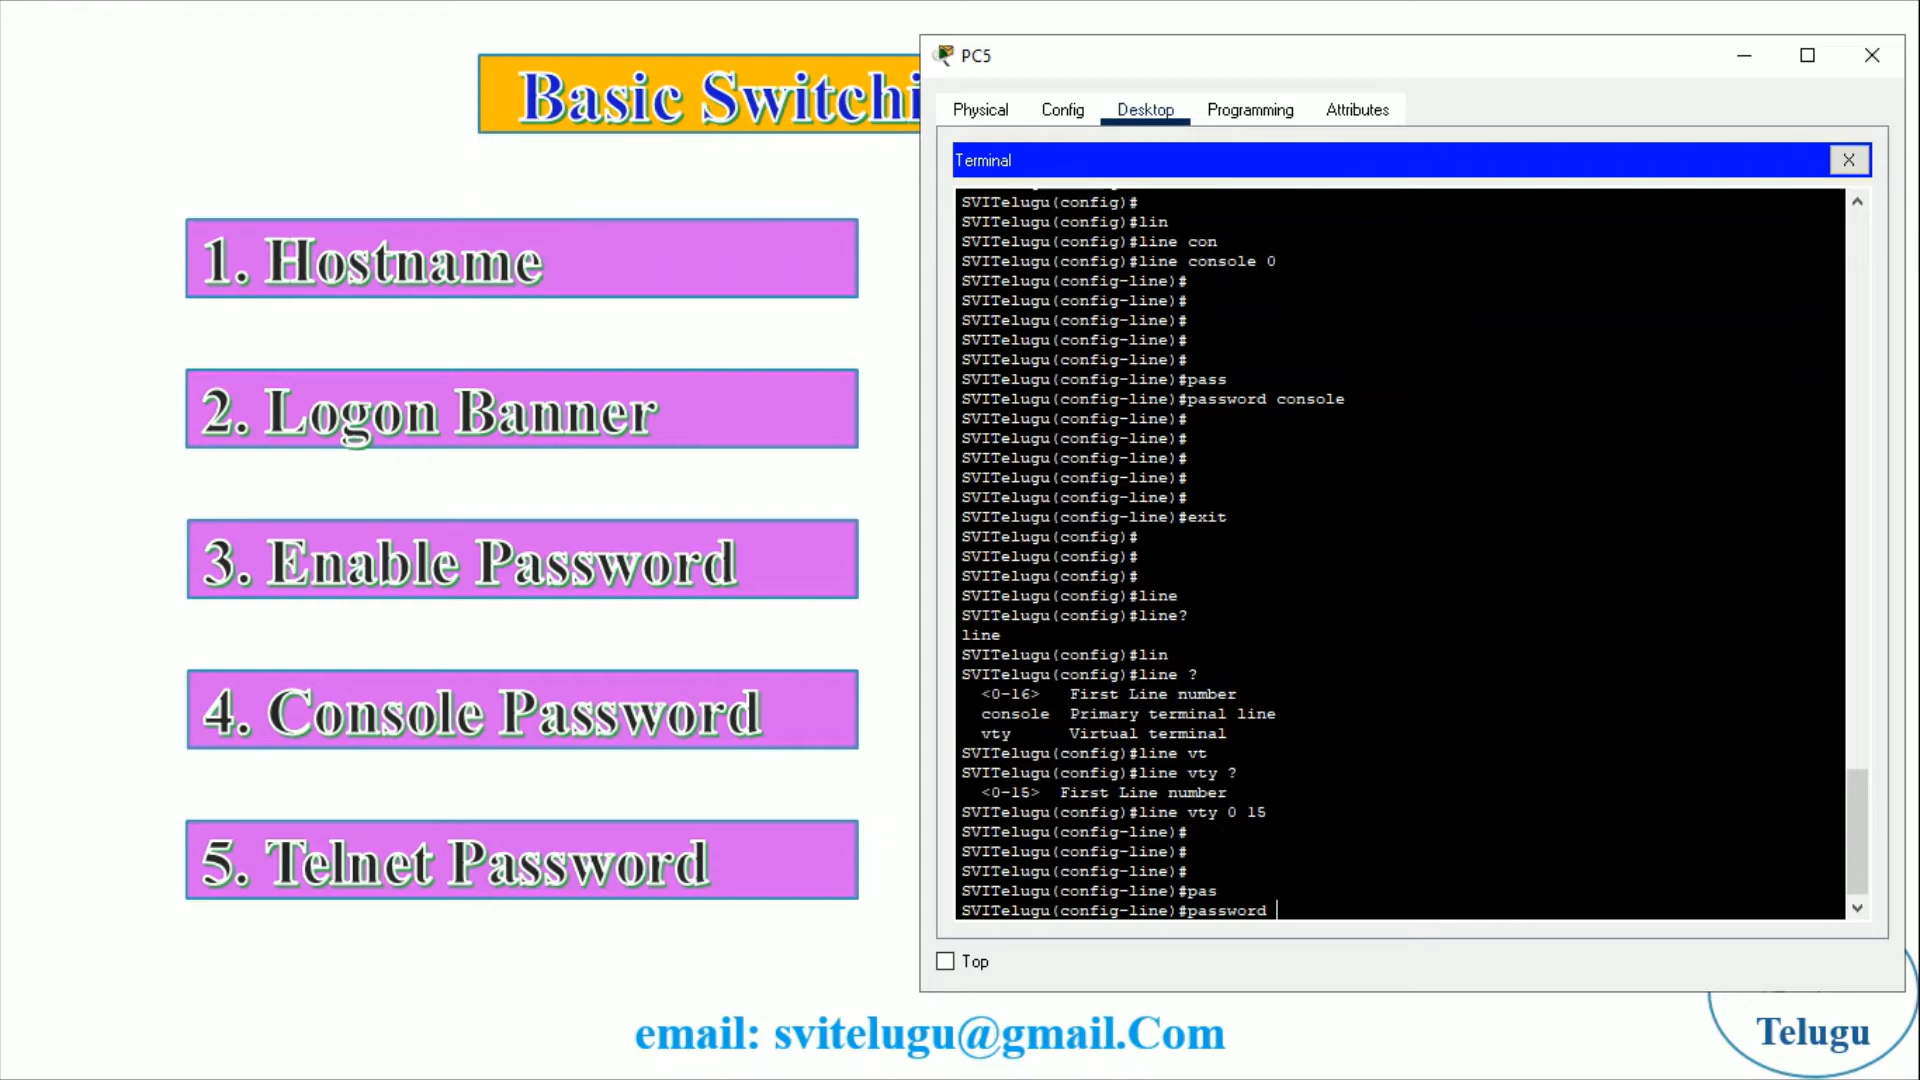 Basic Switchi
1. Hostname
2. Logon Banner
3. Enable Password
4. Console Password
5. Telnet Password
PC5
Physical Config Desktop Programming Attributes
Terminal X
SVITelugu(config)#
SVITelugu(config)#lin
SVITelugu(config)#line con
SVITelugu(config)#line console 0
SVITelugu(config-line)#
SVITelugu(config-line)#
SVITelugu(config-line)#
SVITelugu(config-line)#
SVITelugu(config-line)#
SVITelugu(config-line)#pass
SVITelugu(config-line)#password console
SVITelugu(config-line)#
SVITelugu(config-line)#
SVITelugu(config-line)#
SVITelugu(config-line)#
SVITelugu(config-line)#
SVITelugu(config-line)#exit
SVITelugu(config)#
SVITelugu(config)#
SVITelugu(config)#
SVITelugu(config)#line
SVITelugu(config)#line?
line
SVITelugu(config)#lin
SVITelugu(config)#line ?
<0-16> First Line number
console Primary terminal line
vty Virtual terminal
SVITelugu(config)#line vt
SVITelugu(config)#line vty ?
<0-15> First Line number
SVITelugu(config)#line vty 0 15
SVITelugu(config-line)#
SVITelugu(config-line)#
SVITelugu(config-line)#
SVITelugu(config-line)#pas
SVITelugu(config-line)#password
Top
email: svitelugu@gmail.Com
Telugu